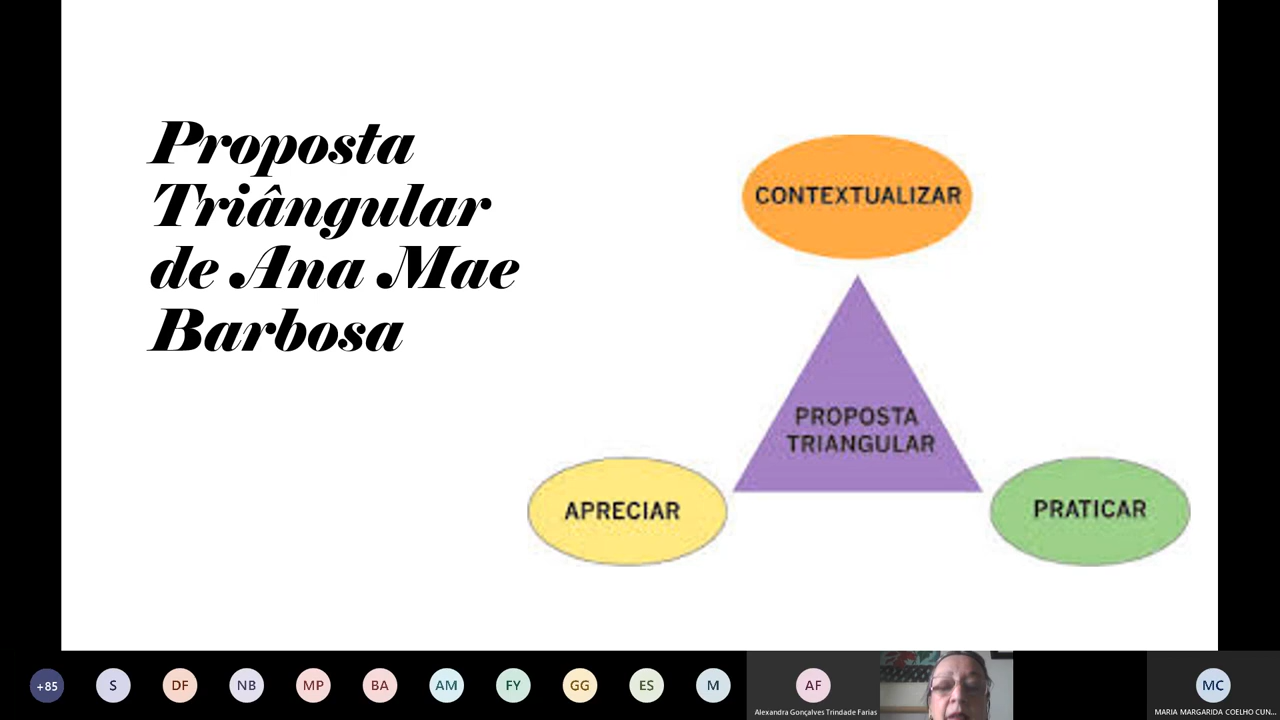 Proposta
Triângular
de Ana Mae
Barbosa
CONTEXTUALIZAR
PROPOSTA
TRIANGULAR
APRECIAR
PRATICAR
+85
S
DF
NB
MP
BA
AM
FY
GG
ES
M
AF
Alexandra Gonçalves Trindade Farias
MC
MARIA MARGARIDA COELHO CUN...